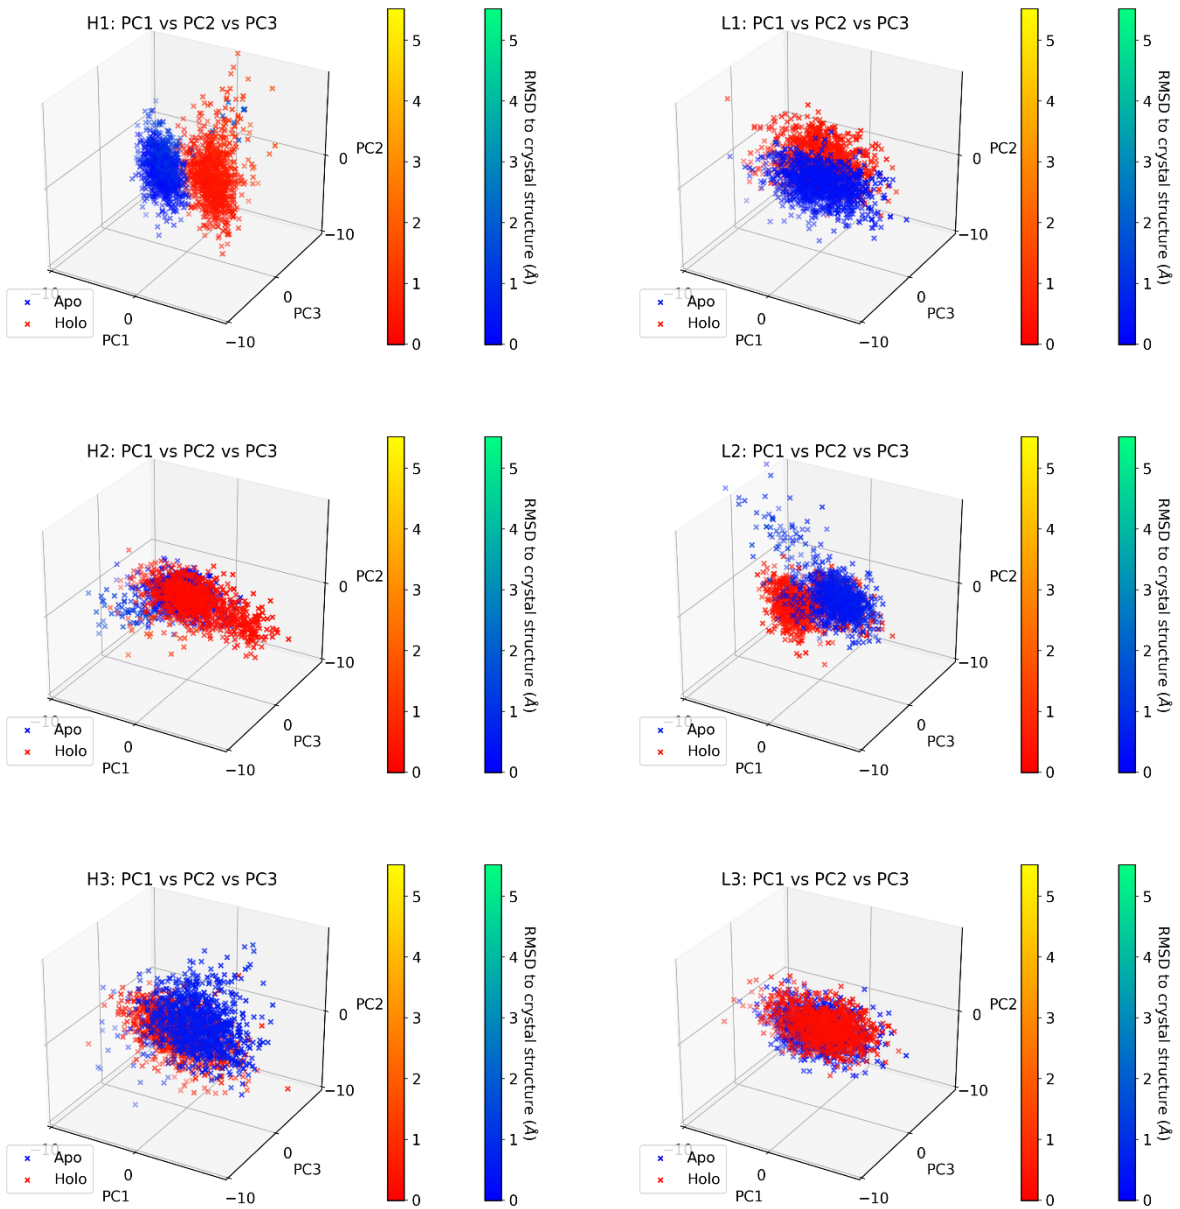 H1: PC1 vs PC2 vs PC3
5
4
3
2
1
0
5
4
3
2
1
0
RMSD to crystal structure (Å)
PC2
0
−10
0
PC3
−10
−10
0
PC1
Apo
Holo
L1: PC1 vs PC2 vs PC3
5
4
3
2
1
0
5
4
3
2
1
0
RMSD to crystal structure (Å)
PC2
0
−10
0
PC3
−10
−10
0
PC1
Apo
Holo
H2: PC1 vs PC2 vs PC3
5
4
3
2
1
0
5
4
3
2
1
0
RMSD to crystal structure (Å)
PC2
0
−10
0
PC3
−10
−10
0
PC1
Apo
Holo
L2: PC1 vs PC2 vs PC3
5
4
3
2
1
0
5
4
3
2
1
0
RMSD to crystal structure (Å)
PC2
0
−10
0
PC3
−10
−10
0
PC1
Apo
Holo
H3: PC1 vs PC2 vs PC3
5
4
3
2
1
0
5
4
3
2
1
0
RMSD to crystal structure (Å)
PC2
0
−10
0
PC3
−10
−10
0
PC1
Apo
Holo
L3: PC1 vs PC2 vs PC3
5
4
3
2
1
0
5
4
3
2
1
0
RMSD to crystal structure (Å)
PC2
0
−10
0
PC3
−10
−10
0
PC1
Apo
Holo